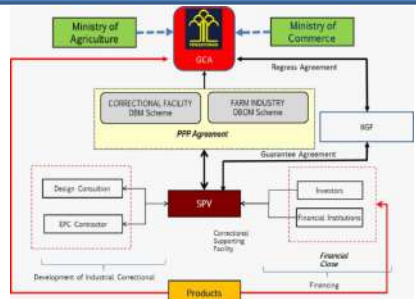 Ministry of
Agriculture
Ministry of
Commerce
PENGAYOMAN
GCA
Regress Agreement
CORRECTIONAL FACILITY
DBM Scheme
FARM INDUSTRY
DBOM Scheme
PPP Agreement
IIGF
Guarantee Agreement
Design Consultion
EPC Contractor
SPV
Investors
Financial Institutions
Correctional
Supporting
Facility
Development of Industrial Correctional
Financial
Close
Financing
Products